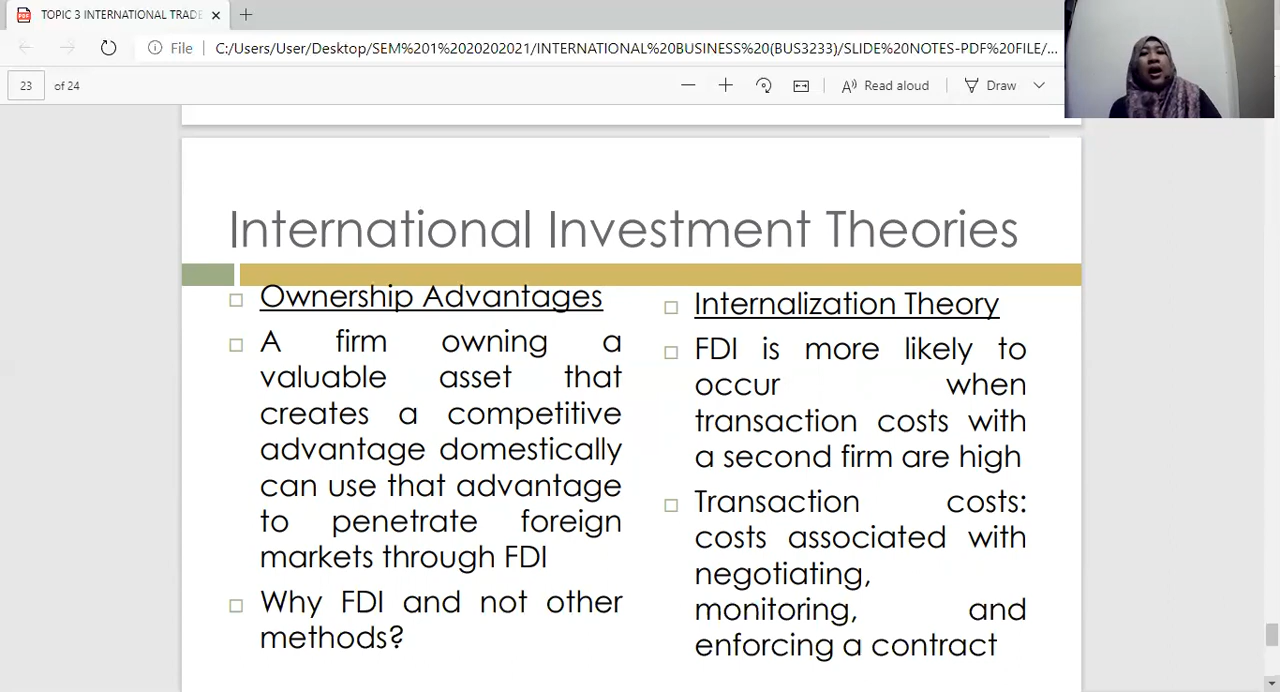 TOPIC 3 INTERNATIONAL TRADE
File
C:/Users/User/Desktop/SEM%201%2020202021/INTERNATIONAL%20BUSINESS%20(BUS3233)/SLIDE%20NOTES-PDF%20FILE/...
23 of 24
Read aloud
Draw
International Investment Theories
Ownership Advantages
A firm owning a
valuable asset that
creates a competitive
advantage domestically
can use that advantage
to penetrate foreign
markets through FDI
Why FDI and not other
methods?
Internalization Theory
FDI is more likely to
occur when
transaction costs with
a second firm are high
Transaction costs:
costs associated with
negotiating,
monitoring, and
enforcing a contract